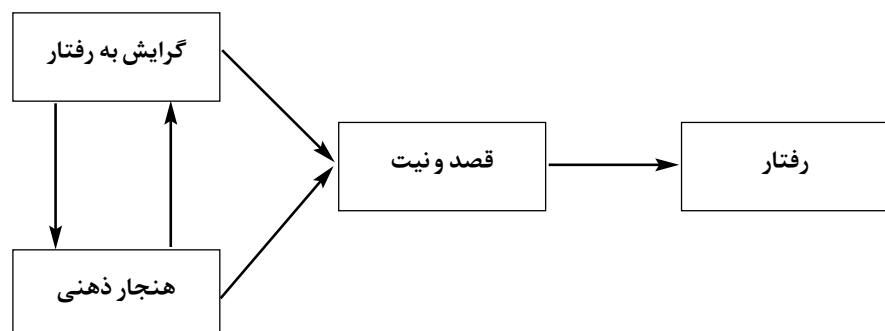 گرایش به رفتار
قصد و نیت
رفتار
هنجار ذهنی